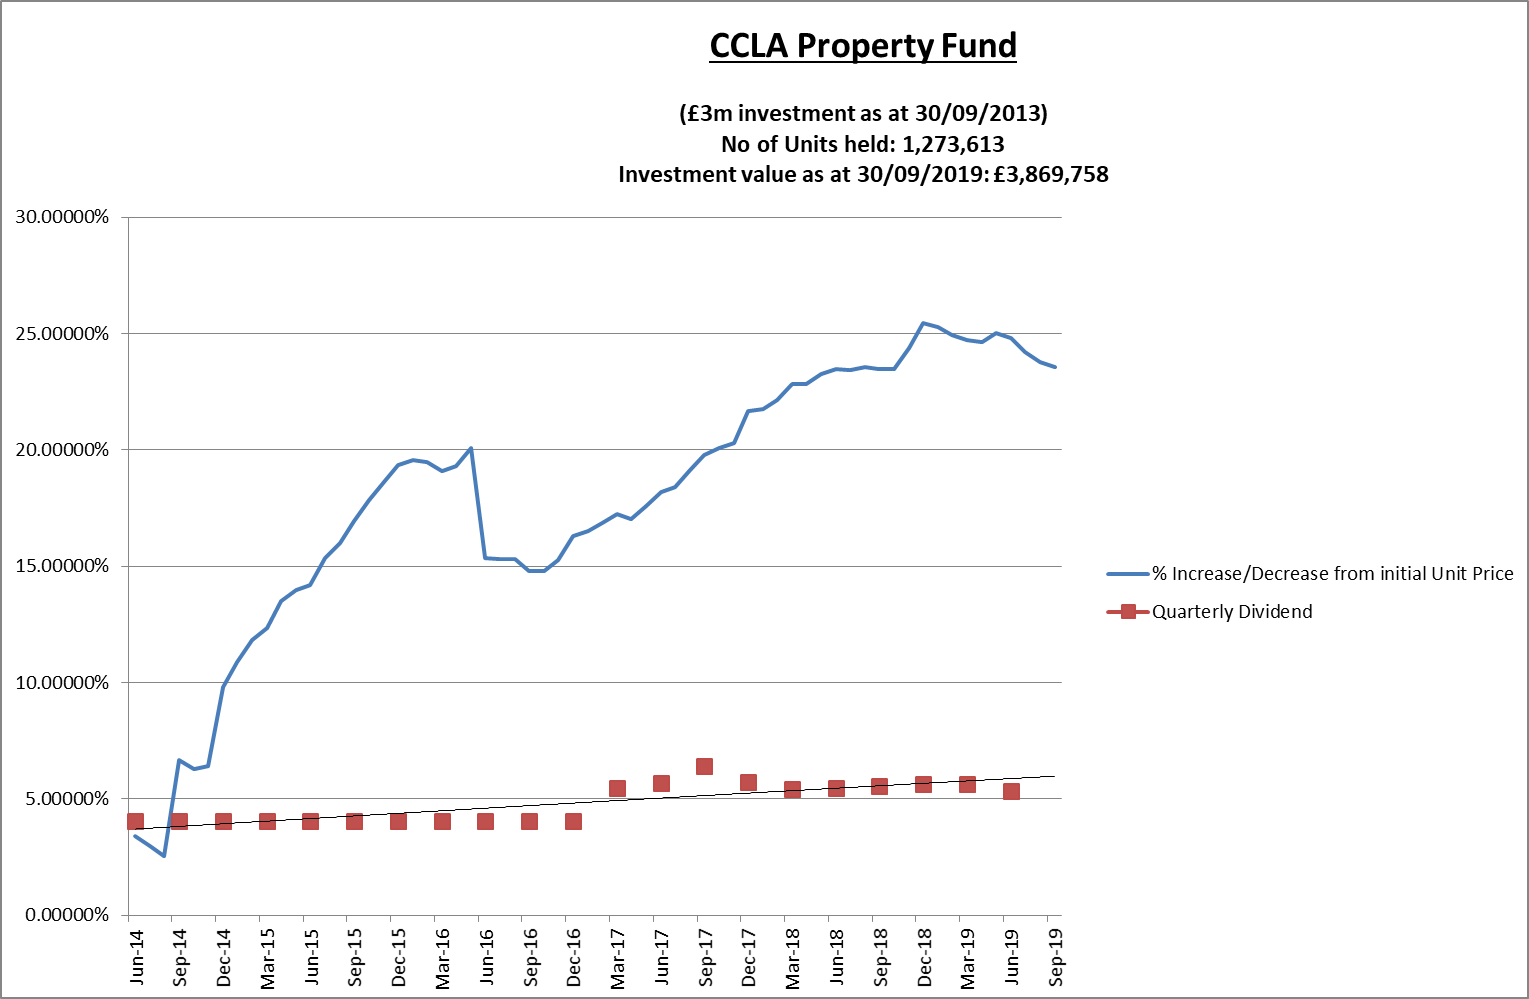 CCLA Property Fund
(£3m investment as at 30/09/2013)
No of Units held: 1,273,613
Investment value as at 30/09/2019: £3,869,758
30.00000%
25.00000%
20.00000%
15.00000%
10.00000%
5.00000%
0.00000%
Jun-14
Sep-14
Dec-14
Mar-15
Jun-15
Sep-15
Dec-15
Mar-16
Jun-16
Sep-16
Dec-16
Mar-17
Jun-17
Sep-17
Dec-17
Mar-18
Jun-18
Sep-18
Dec-18
Mar-19
Jun-19
Sep-19
% Increase/Decrease from initial Unit Price
Quarterly Dividend